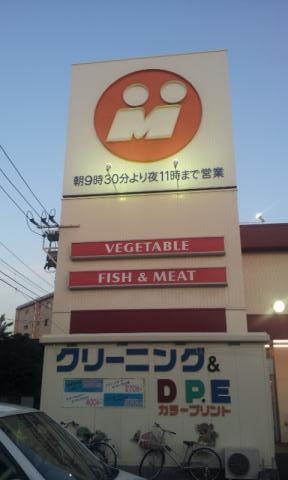 M
朝9時30分より夜11時まで営業
VEGETABLE
FISH & MEAT
クリーニング&
DPE
カラープリント